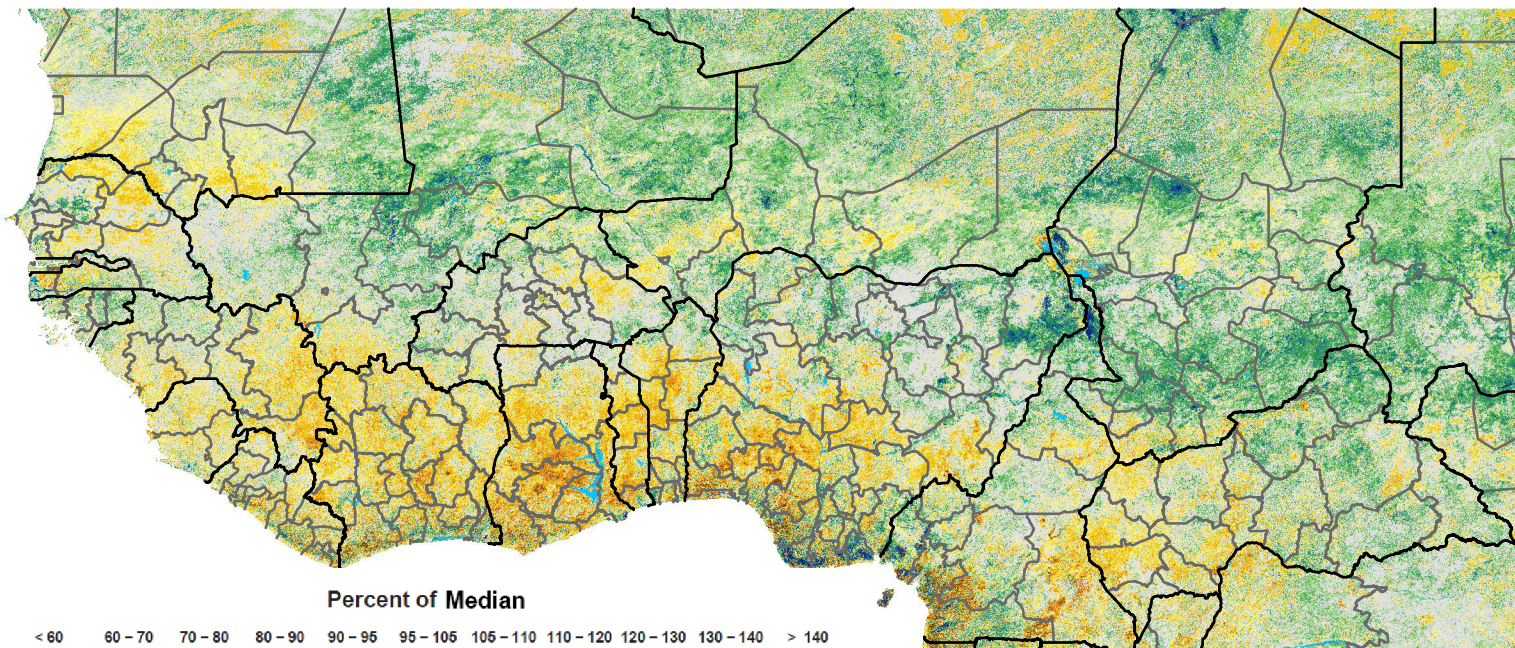 Percent of Median
< 60 60 – 70 70 – 80 80 – 90 90 – 95 95 – 105 105 – 110 110 – 120 120 – 130 130 – 140 > 140